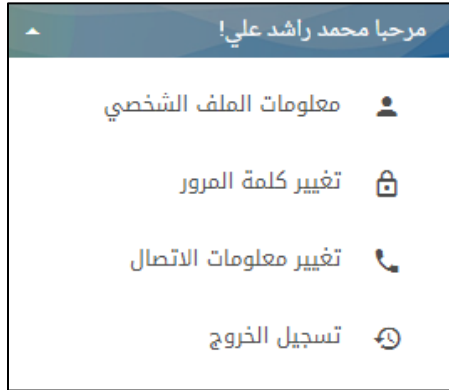 مرحبا محمد راشد علي!
معلومات الملف الشخصي
تغيير كلمة المرور
تغيير معلومات الاتصال
تسجيل الخروج